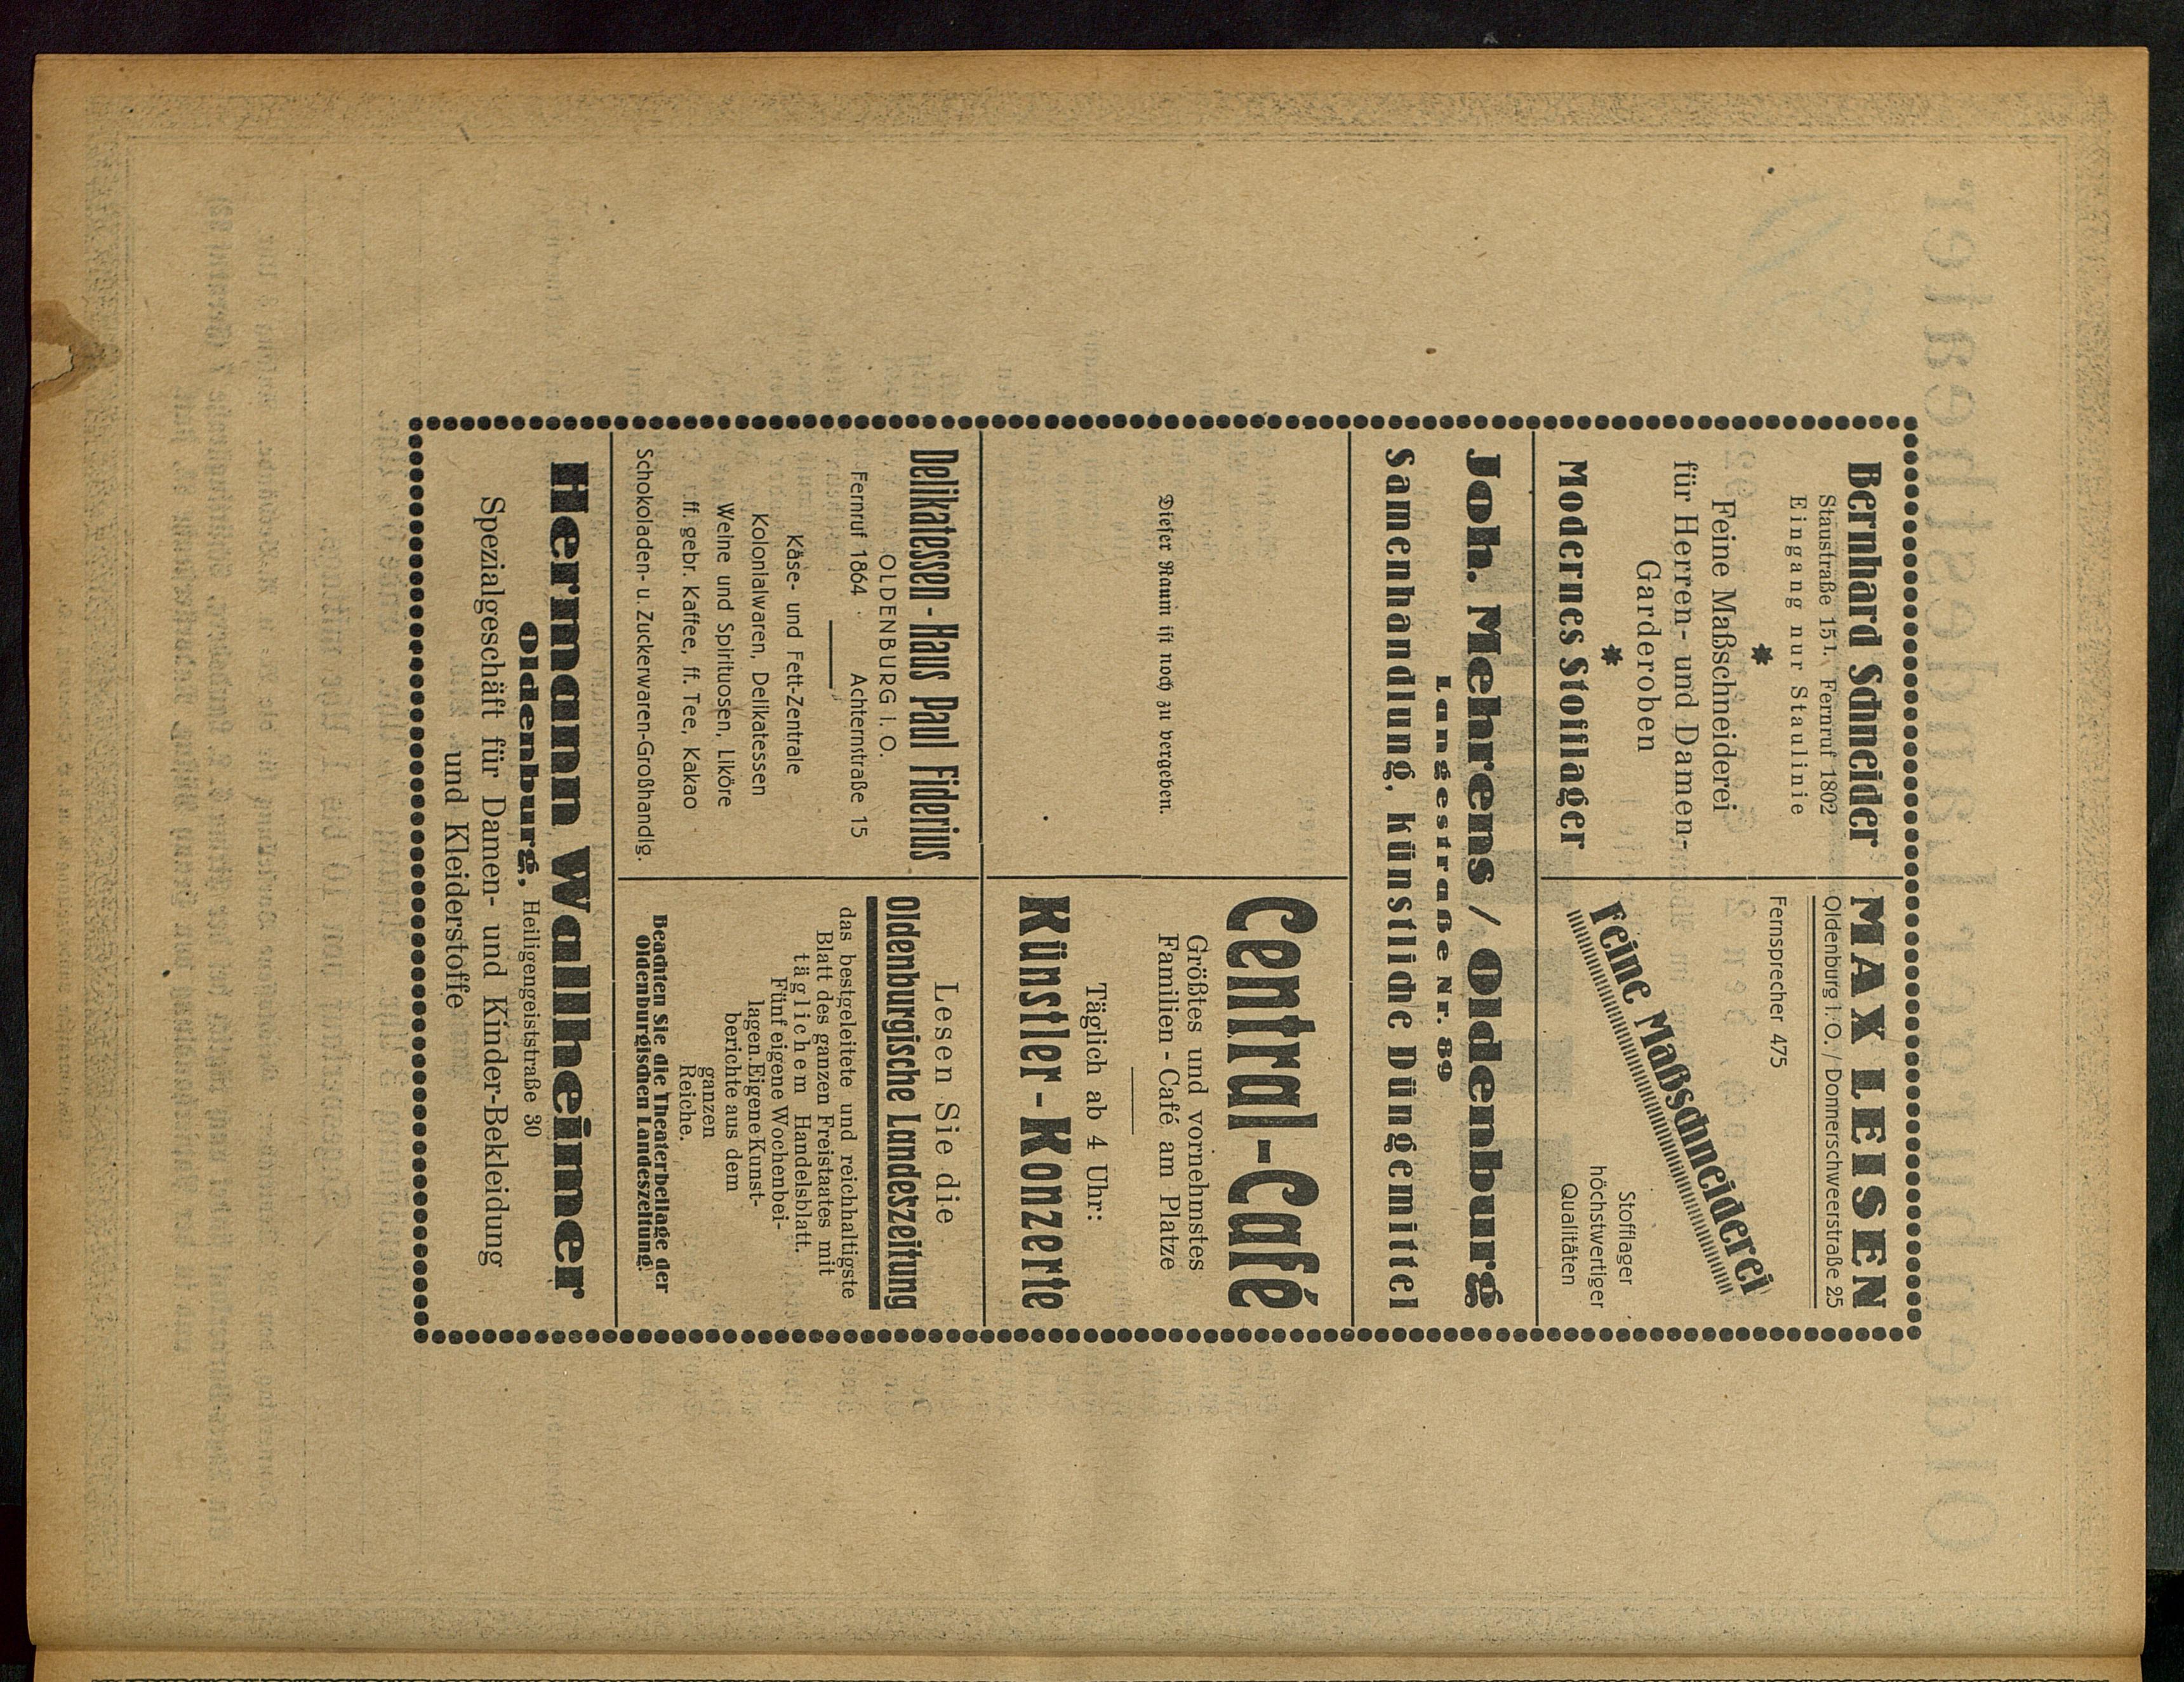 Bernhard Schneider
Staustraße 15 I. Fernruf 1802
Eingang nur Staulinie
Feine Maßschneiderei
für Herren- und Damen-
Garderoben
Modernes Stofflager
MAX LEISEN
Oldenburg i. O. / Donnerschweerstraße 25
Fernsprecher 475
Feine Maßschneiderei
Stofflager
höchstwertiger
Qualitäten
Joh. Mehrens / Oldenburg
Langestraße Nr. 89
Samenhandlung, künstliche Düngemittel
Dieser Raum ist noch zu vergeben.
Central-Café
Größtes und vornehmstes
Familien-Café am Platze
Täglich ab 4 Uhr:
Künstler-Konzerte
Delikatessen-Haus Paul Fiderius
OLDENBURG I. O.
Fernruf 1864 Achternstraße 15
Käse- und Fett-Zentrale
Kolonialwaren, Delikatessen
Weine und Spirituosen, Liköre
ff. gebr. Kaffee, ff. Tee, Kakao
Schokoladen- u. Zuckerwaren-Großhandlg.
Lesen Sie die
Oldenburgische Landeszeitung
das bestgeleitete und reichhaltigste
Blatt des ganzen Freistaates mit
täglichem Handelsblatt.
Fünf eigene Wochenbei-
lagen. Eigene Kunst-
berichte aus dem
ganzen
Reiche.
Beachten Sie die Theaterbeilage der
Oldenburgischen Landeszeitung!
Hermann Wallheimer
Oldenburg, Heiligengeiststraße 30
Spezialgeschäft für Damen- und Kinder-Bekleidung
und Kleiderstoffe